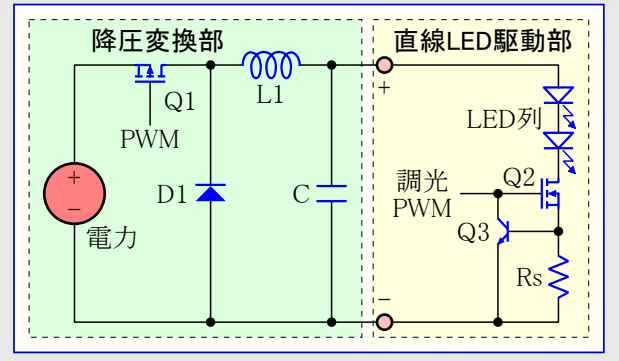 降圧変換部
直線LED駆動部
Q1
PWM
L1
+
−
電力
D1
C
+
−
LED列
調光
PWM
Q2
Q3
Rs